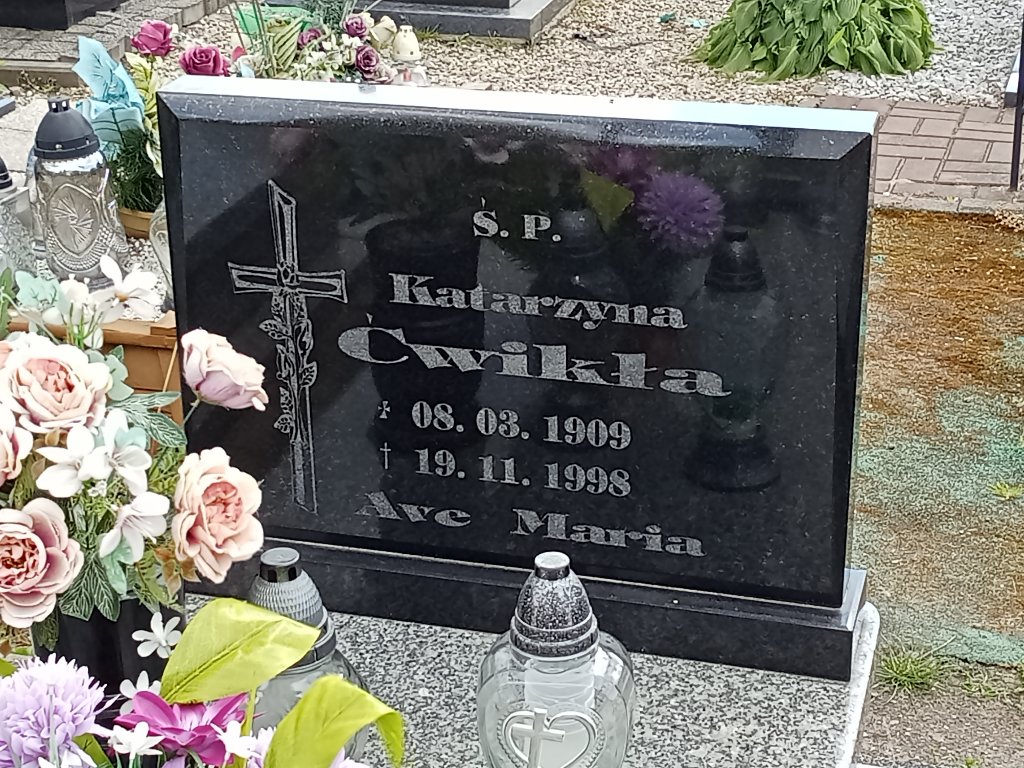 Ś. P.
Katarzyna
Ćwikła
08. 03. 1909
† 19. 11. 1998
Ave Maria